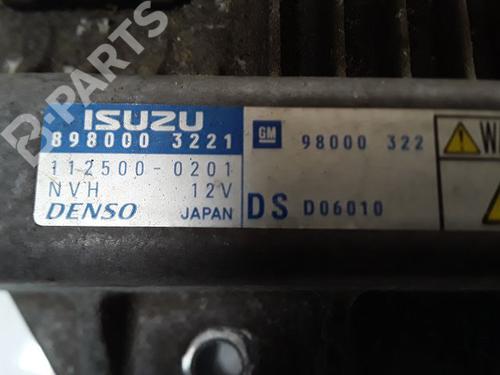 B-PARTS
ISUZU
898000 3221
112500-0201
NVH 12V
DENSO JAPAN
GM 98000 322
DS D06010